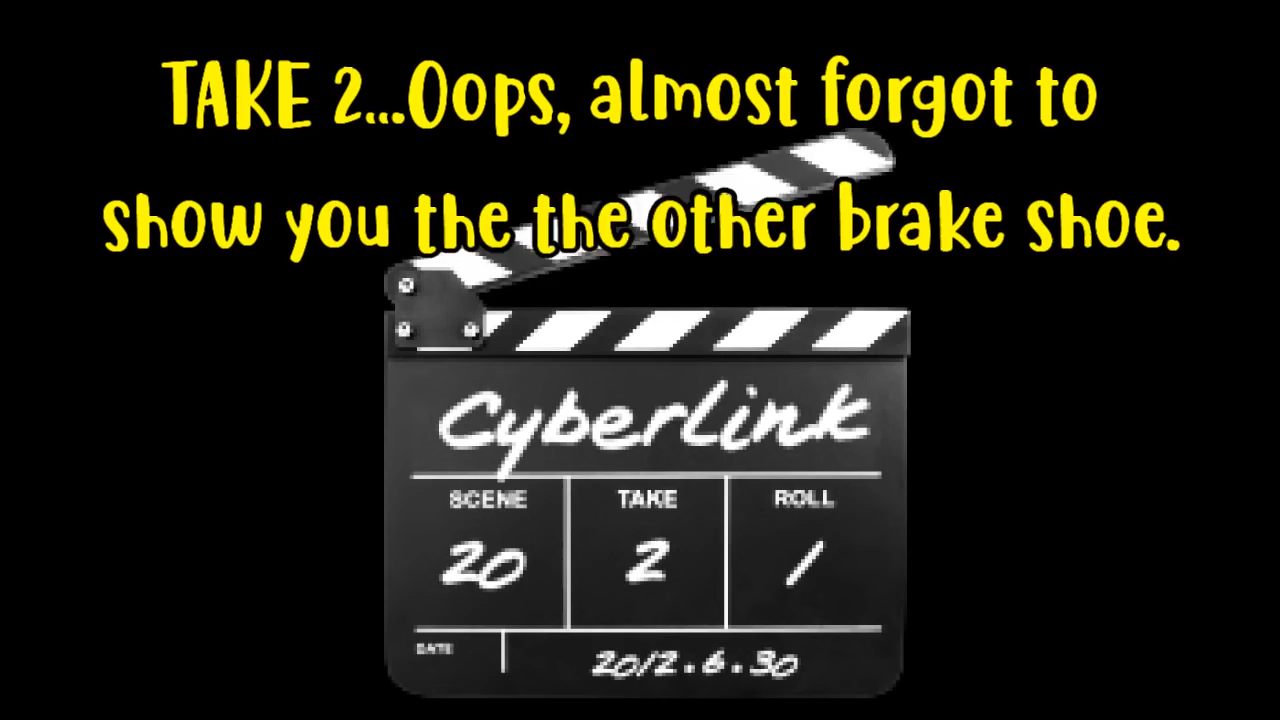 TAKE 2...Oops, almost forgot to
show you the the other brake shoe.
Cyberlink
SCENE TAKE ROLL
20 2 1
DATE 2012.6.30